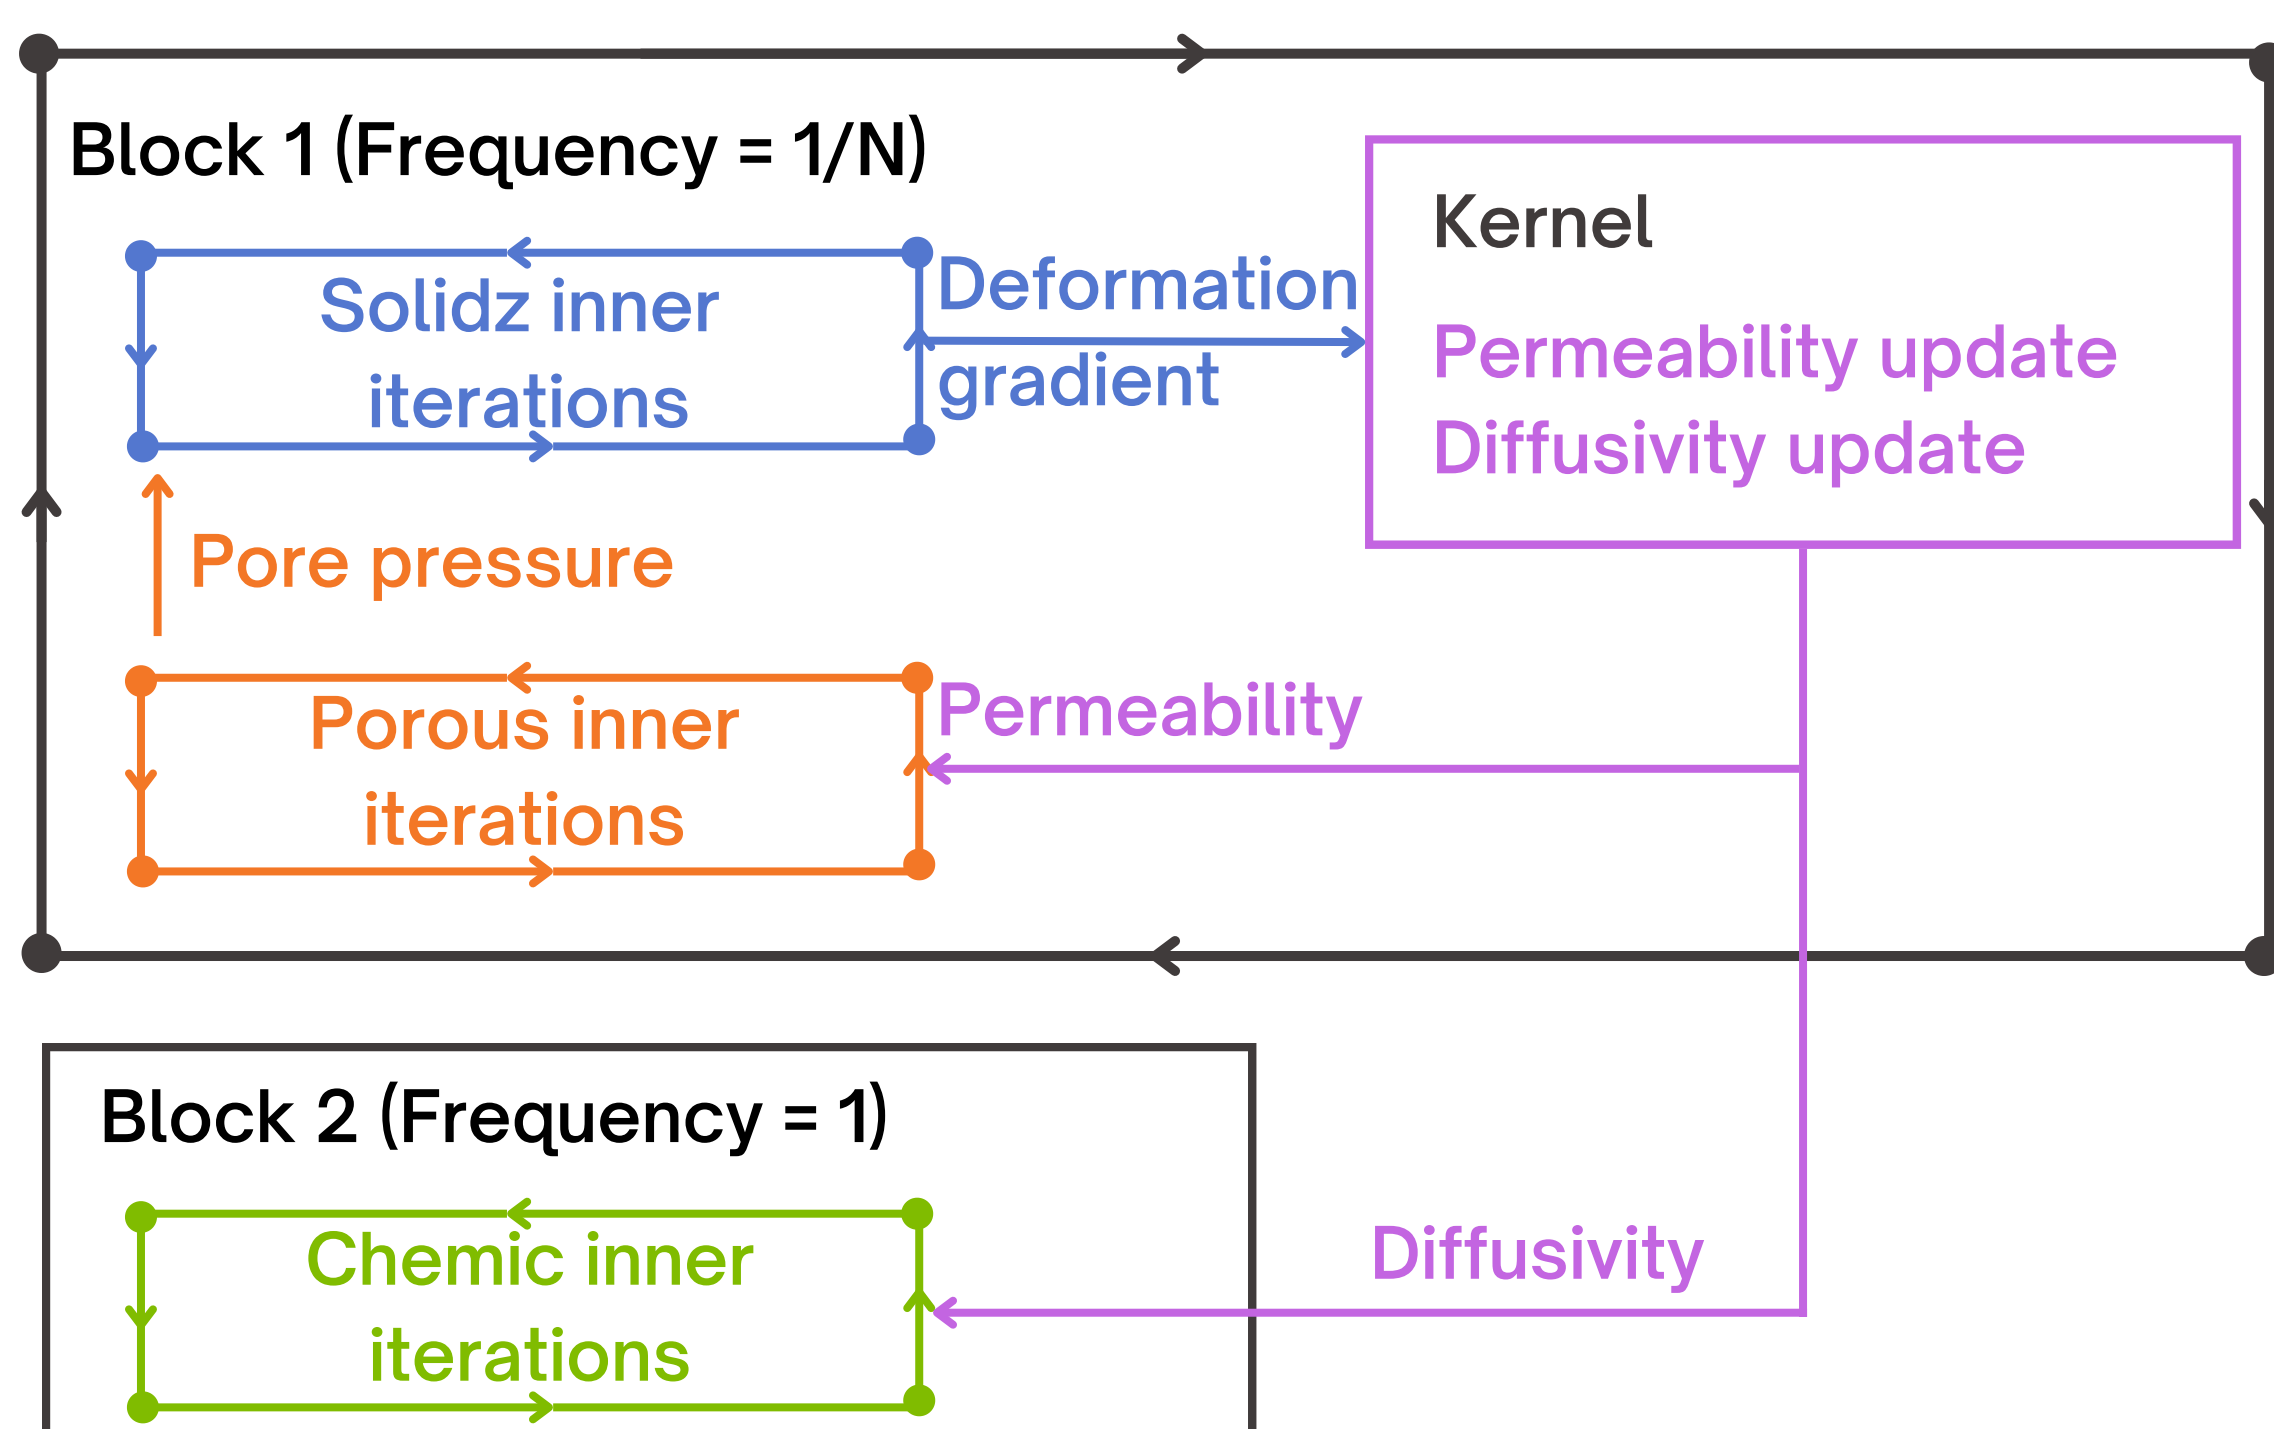 Block 1 (Frequency = 1/N)
Solidz inner
iterations
Deformation
gradient
Kernel
Permeability update
Diffusivity update
Pore pressure
Porous inner
iterations
Permeability
Block 2 (Frequency = 1)
Chemic inner
iterations
Diffusivity